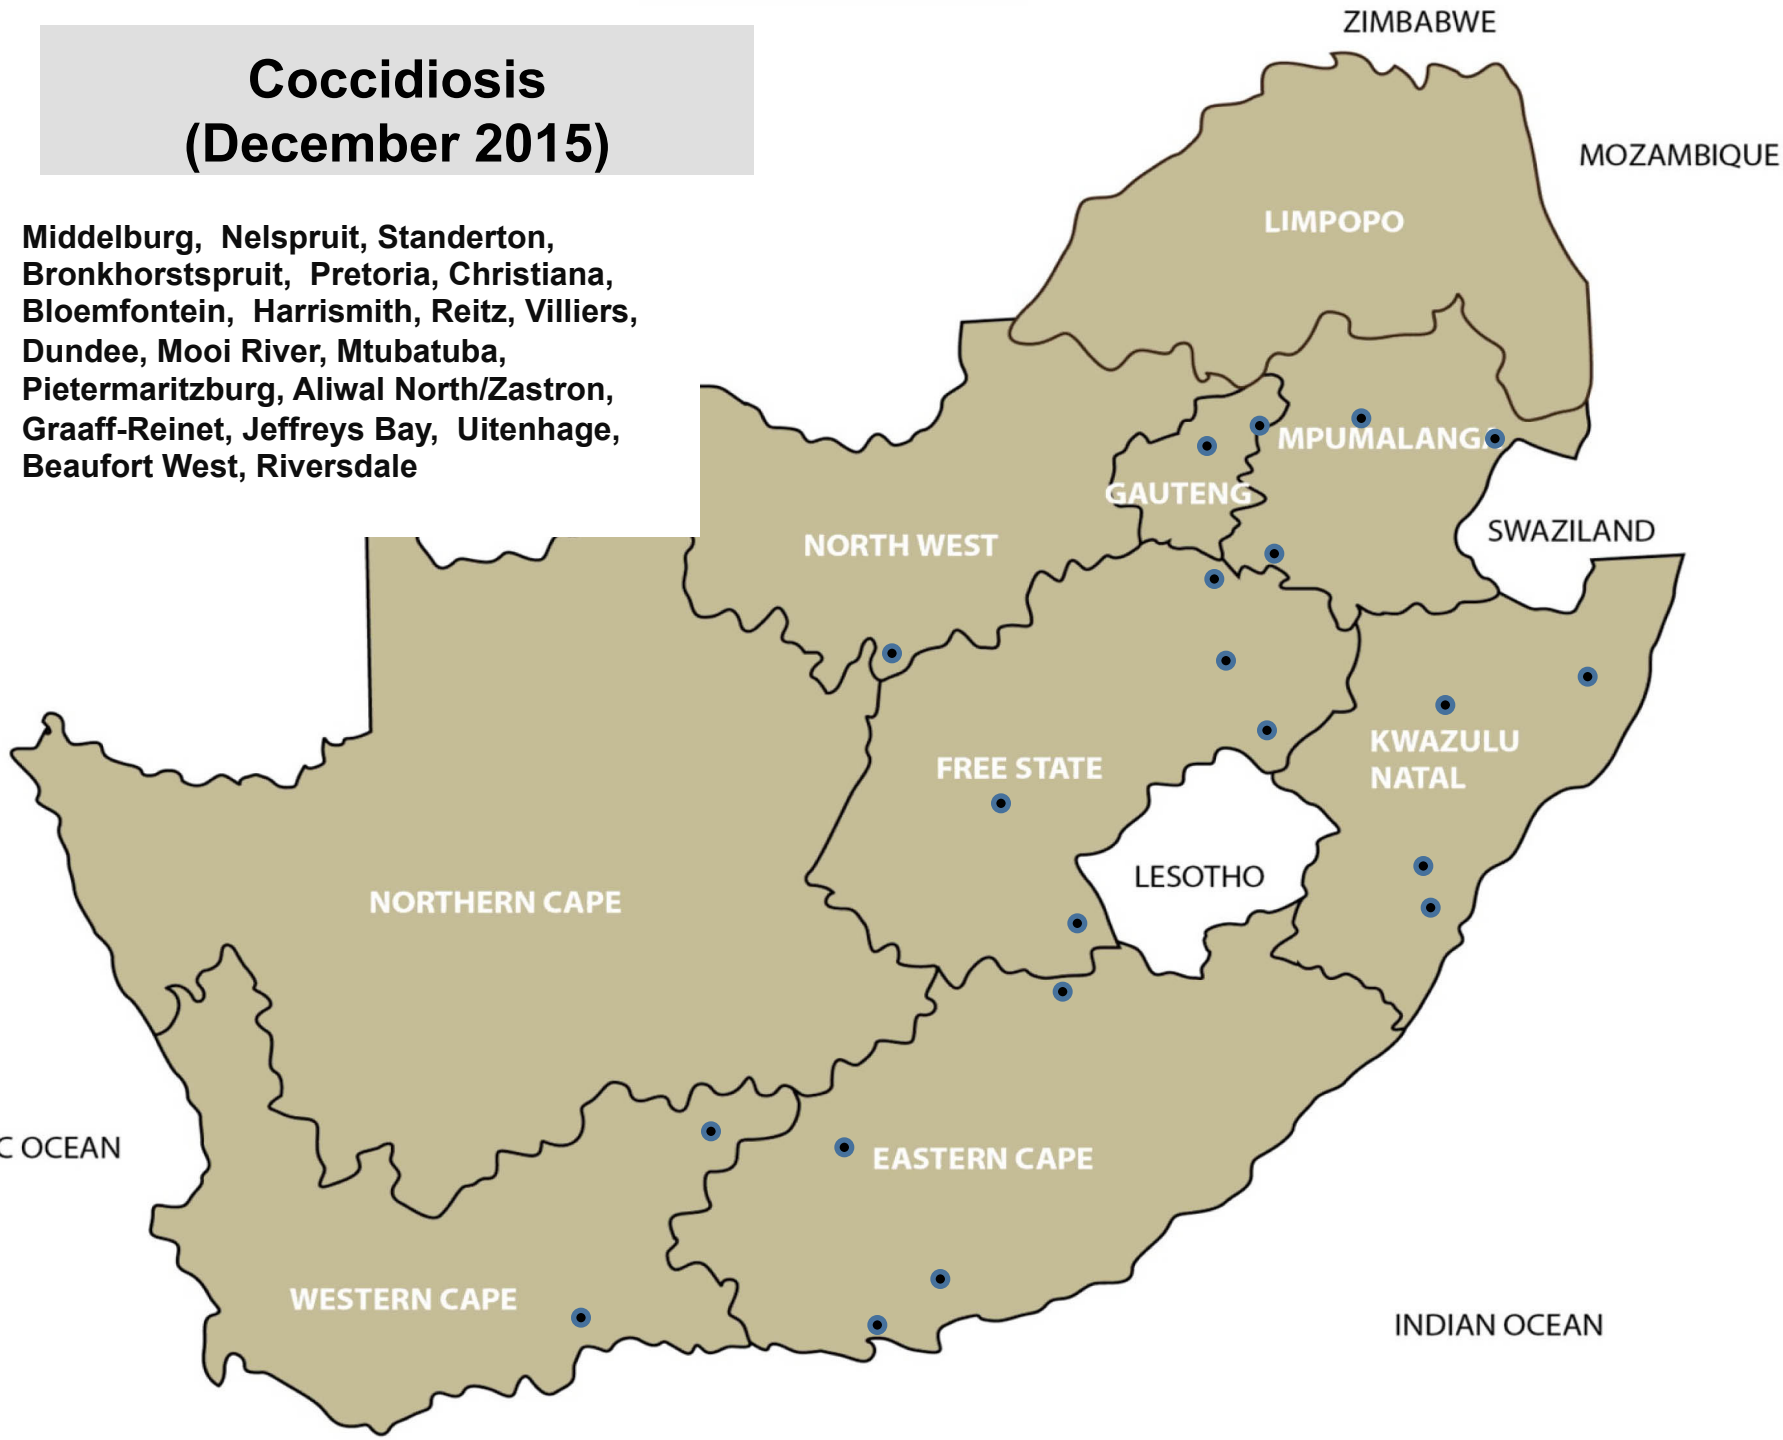 Coccidiosis
(December 2015)
Middelburg, Nelspruit, Standerton,
Bronkhorstspruit, Pretoria, Christiana,
Bloemfontein, Harrismith, Reitz, Villiers,
Dundee, Mooi River, Mtubatuba,
Pietermaritzburg, Aliwal North/Zastron,
Graaff-Reinet, Jeffreys Bay, Uitenhage,
Beaufort West, Riversdale
ZIMBABWE
MOZAMBIQUE
LIMPOPO
MPUMALANGA
GAUTENG
SWAZILAND
NORTH WEST
KWAZULU
NATAL
FREE STATE
LESOTHO
NORTHERN CAPE
C OCEAN
EASTERN CAPE
WESTERN CAPE
INDIAN OCEAN